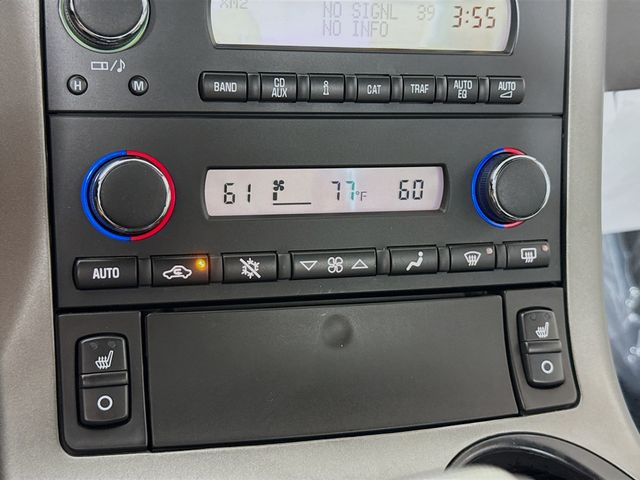 XM2 NO SIGNL 39 3:55
NO INFO
H M
BAND CD AUX i CAT TRAF AUTO EQ AUTO
61 77°F 60
AUTO